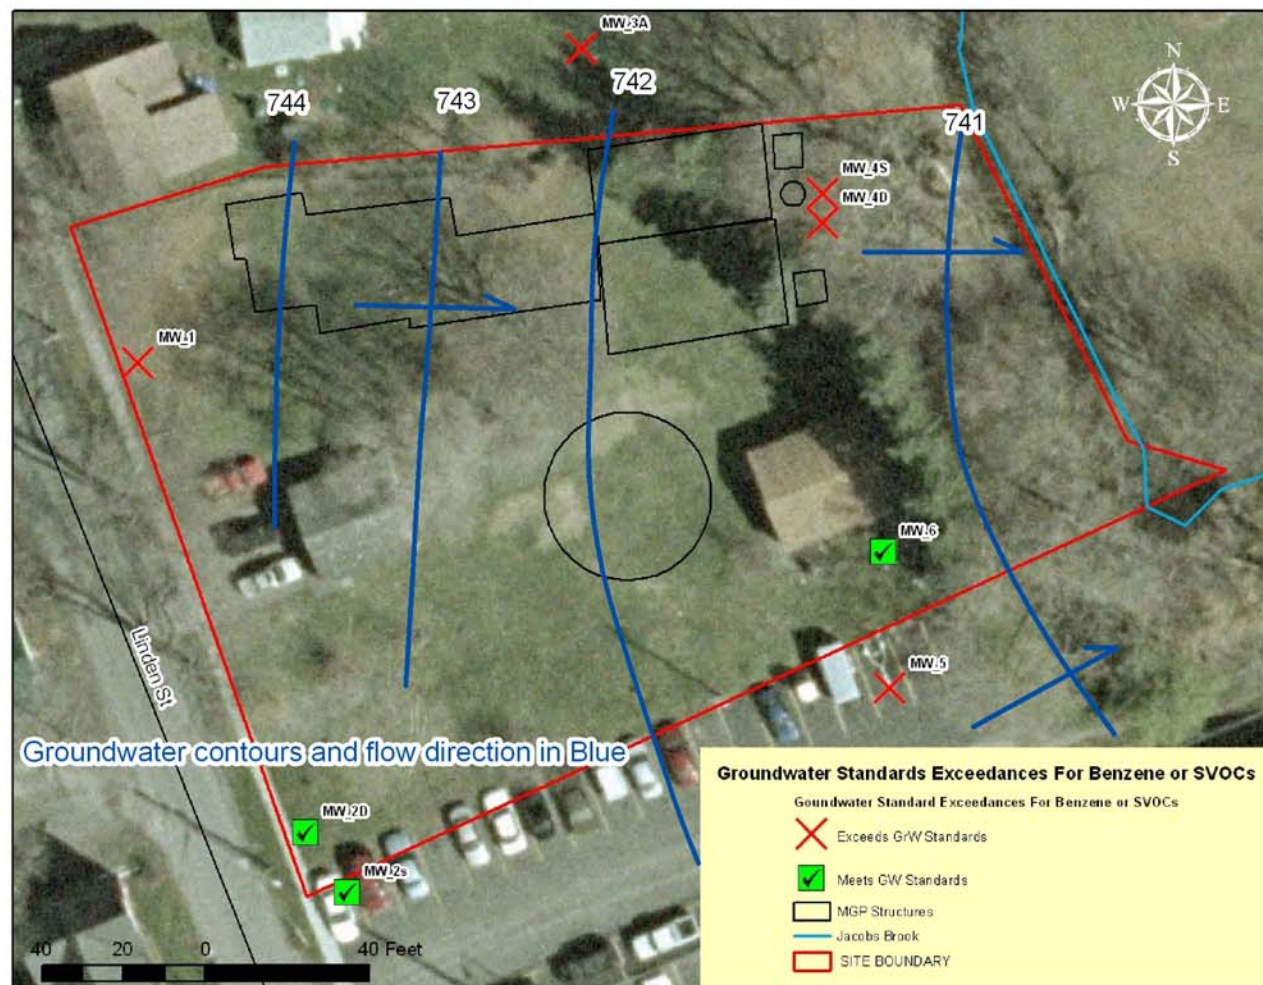 MW_3A
N
W E
S
744
743
742
741
MW_4S
MW_4D
MW_1
MW_6
MW_5
Linden St
Groundwater contours and flow direction in Blue
MW_2D
MW_2s
40 20 0 40 Feet
Groundwater Standards Exceedances For Benzene or SVOCs
Goundwater Standard Exceedances For Benzene or SVOCs
Exceeds GrW Standards
Meets GW Standards
MGP Structures
Jacobs Brook
SITE BOUNDARY